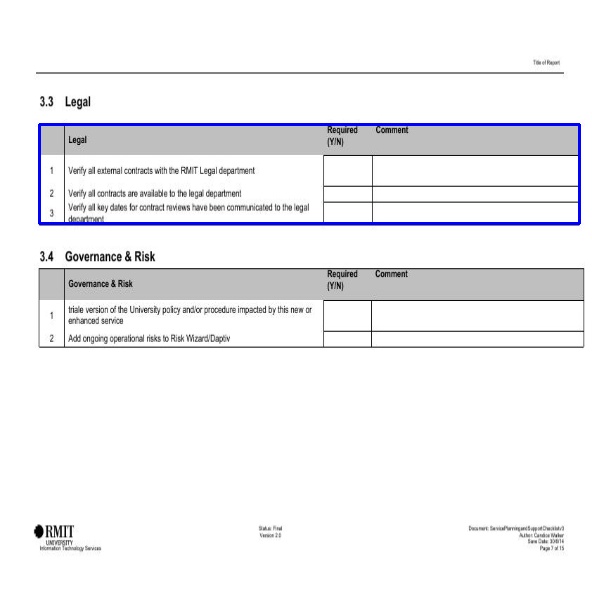 Title of Report
3.3 Legal
Legal Required (Y/N) Comment
1 Verify all external contracts with the RMIT Legal department
2 Verify all contracts are available to the legal department
3 Verify all key dates for contract reviews have been communicated to the legal
department
3.4 Governance & Risk
Governance & Risk Required (Y/N) Comment
1 triale version of the University policy and/or procedure impacted by this new or
enhanced service
2 Add ongoing operational risks to Risk Wizard/Daptiv
RMIT
UNIVERSITY
Information Technology Services
Status: Final
Version 2.0
Document: ServicePlanningandSupportChecklistv3
Author: Candice Walker
Save Date: 30/8/14
Page 7 of 15